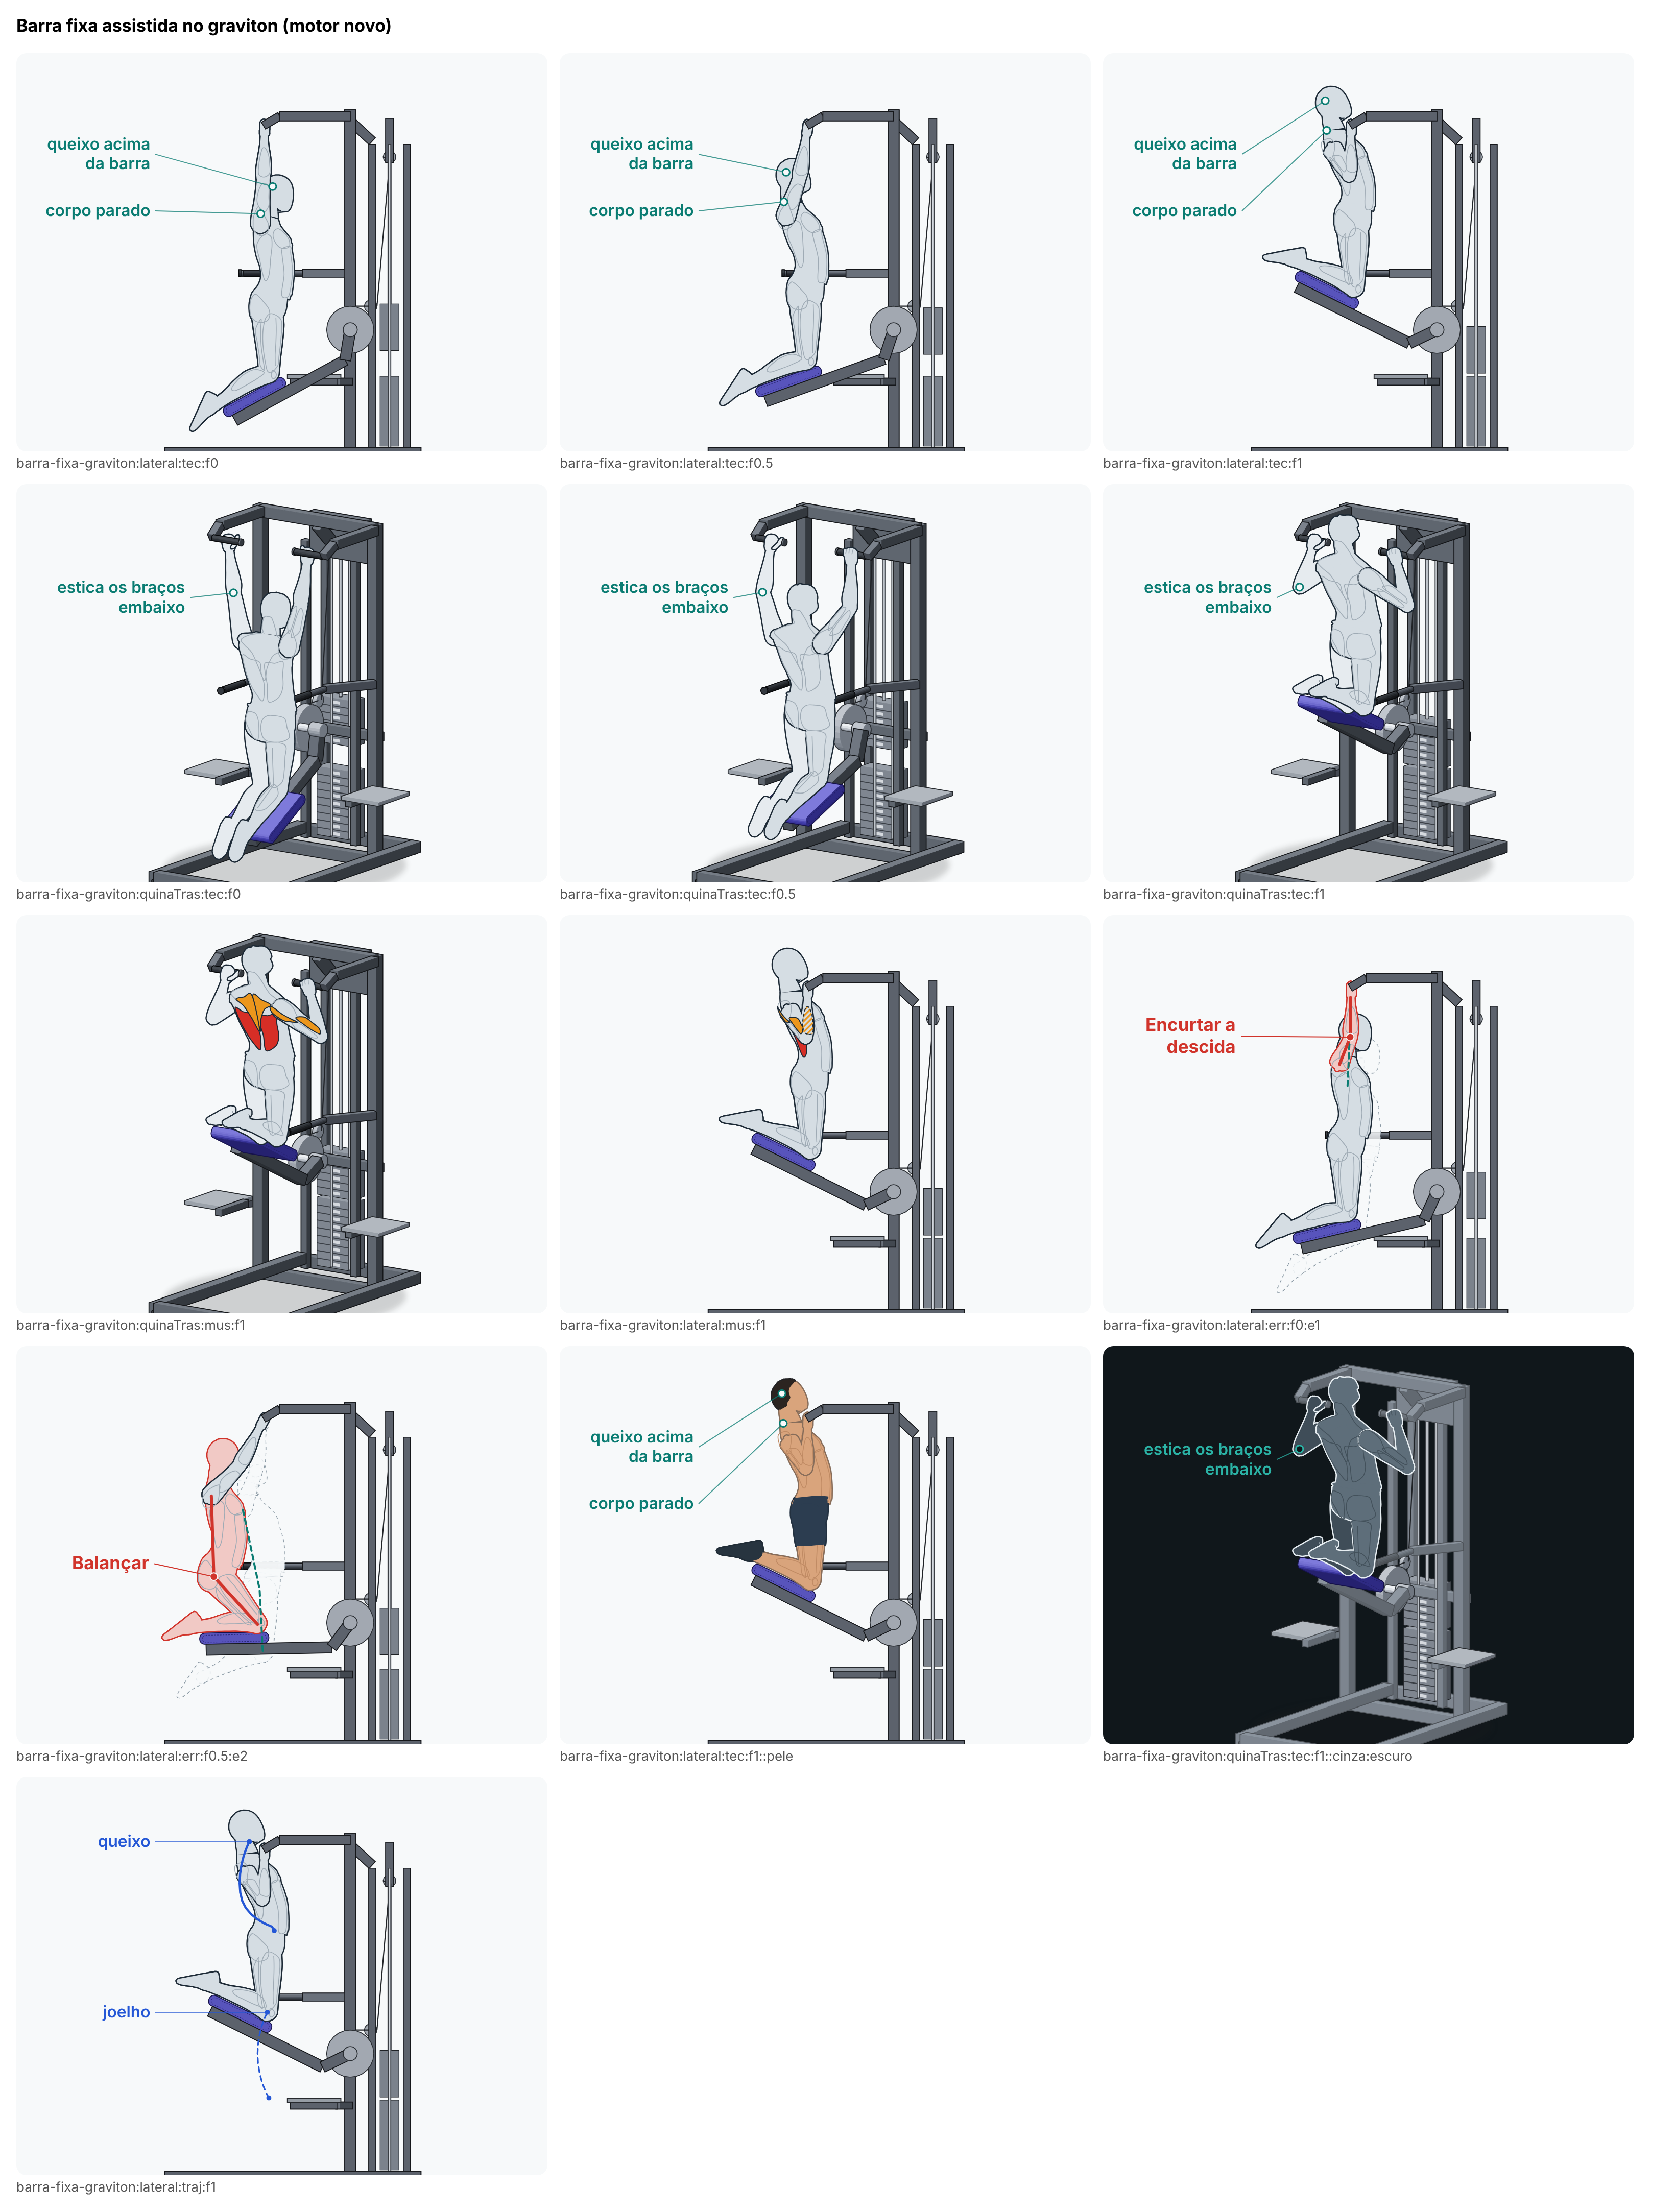 Barra fixa assistida no graviton (motor novo)
queixo acima
da barra
corpo parado
barra-fixa-graviton:lateral:tec:f0
queixo acima
da barra
corpo parado
barra-fixa-graviton:lateral:tec:f0.5
queixo acima
da barra
corpo parado
barra-fixa-graviton:lateral:tec:f1
estica os braços
embaixo
barra-fixa-graviton:quinaTras:tec:f0
estica os braços
embaixo
barra-fixa-graviton:quinaTras:tec:f0.5
estica os braços
embaixo
barra-fixa-graviton:quinaTras:tec:f1
barra-fixa-graviton:quinaTras:mus:f1
barra-fixa-graviton:lateral:mus:f1
Encurtar a
descida
barra-fixa-graviton:lateral:err:f0:e1
Balançar
barra-fixa-graviton:lateral:err:f0.5:e2
queixo acima
da barra
corpo parado
barra-fixa-graviton:lateral:tec:f1::pele
estica os braços
embaixo
barra-fixa-graviton:quinaTras:tec:f1::cinza:escuro
queixo
joelho
barra-fixa-graviton:lateral:traj:f1